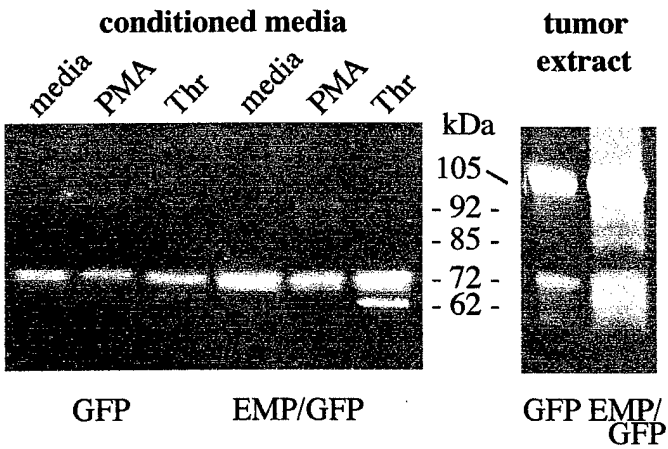 conditioned media
tumor
extract
media
PMA
Thr
media
PMA
Thr
kDa
105
- 92 -
- 85 -
- 72 -
- 62 -
GFP
EMP/GFP
GFP EMP/
GFP